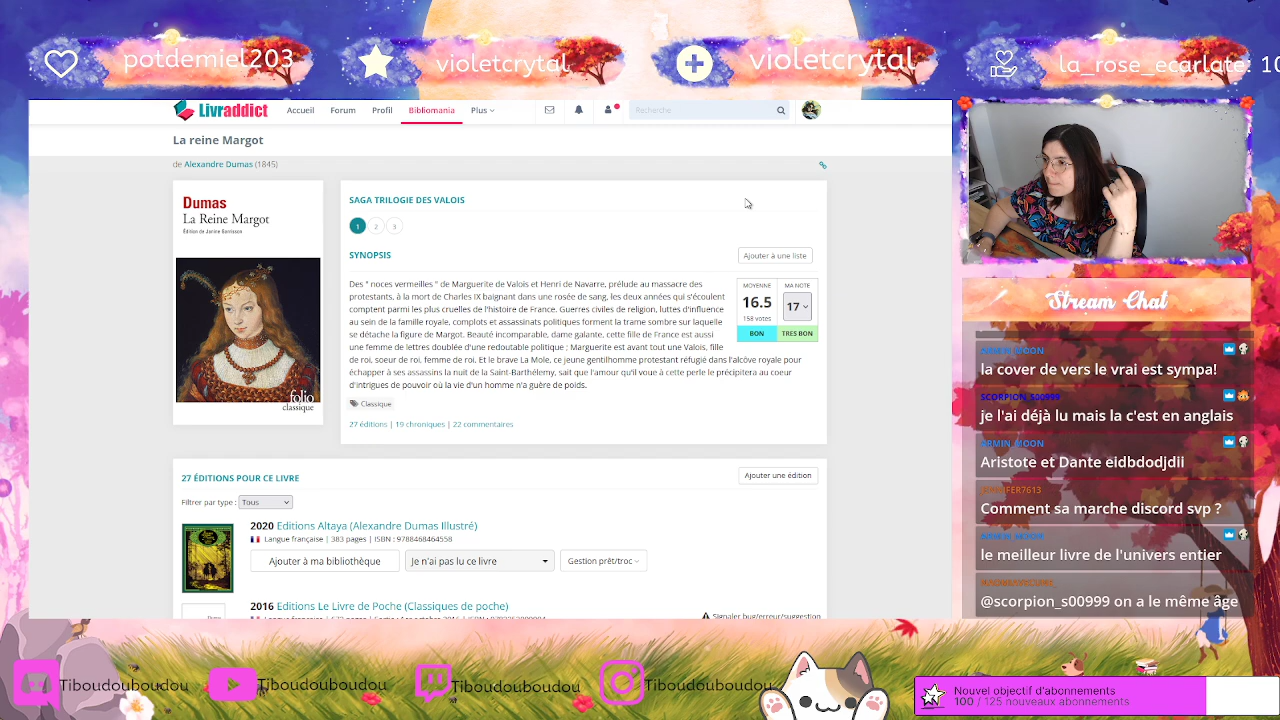 potdemiel203
violetcrytal
violetcrytal
la_rose_ecarlate: 10
Livraddict
Accueil
Forum
Profil
Bibliomania
Plus
Recherche
La reine Margot
de Alexandre Dumas (1845)
Dumas
La Reine Margot
Édition de Janine Garrisson
folio
classique
SAGA TRILOGIE DES VALOIS
1 2 3
SYNOPSIS
Ajouter à une liste
Des " noces vermeilles " de Marguerite de Valois et Henri de Navarre, prélude au massacre des
protestants, à la mort de Charles IX baignant dans une rosée de sang, les deux années qui s'écoulent
comptent parmi les plus cruelles de l'histoire de France. Guerres civiles de religion, luttes d'influence
au sein de la famille royale, complots et assassinats politiques forment la trame sombre sur laquelle
se détache la figure de Margot. Beauté incomparable, dame galante, cette fille de France est aussi
une femme de lettres doublée d'une redoutable politique ; Marguerite est avant tout une Valois, fille
de roi, soeur de roi, femme de roi. Et le brave La Mole, ce jeune gentilhomme protestant réfugié dans l'alcôve royale pour
échapper à ses assassins la nuit de la Saint-Barthélemy, sait que l'amour qu'il voue à cette perle le précipitera au coeur
d'intrigues de pouvoir où la vie d'un homme n'a guère de poids.
MOYENNE
16.5
158 votes
BON
MA NOTE
17
TRES BON
Classique
27 éditions | 19 chroniques | 22 commentaires
27 ÉDITIONS POUR CE LIVRE
Ajouter une édition
Filtrer par type : Tous
2020 Editions Altaya (Alexandre Dumas Illustré)
Langue française | 383 pages | ISBN : 9788468464558
Ajouter à ma bibliothèque
Je n'ai pas lu ce livre
Gestion prêt/troc
2016 Editions Le Livre de Poche (Classiques de poche)
Signaler bug/erreur/suggestion
Stream Chat
ARMIN_MOON
la cover de vers le vrai est sympa!
SCORPION_S00999
je l'ai déjà lu mais la c'est en anglais
ARMIN_MOON
Aristote et Dante eidbdodjdii
Comment sa marche discord svp ?
ARMIN_MOON
le meilleur livre de l'univers entier
@scorpion_s00999 on a le même âge
Tiboudouboudou
Tiboudouboudou
Tiboudouboudou
Tiboudouboudou
Nouvel objectif d'abonnements
100 / 125 nouveaux abonnements